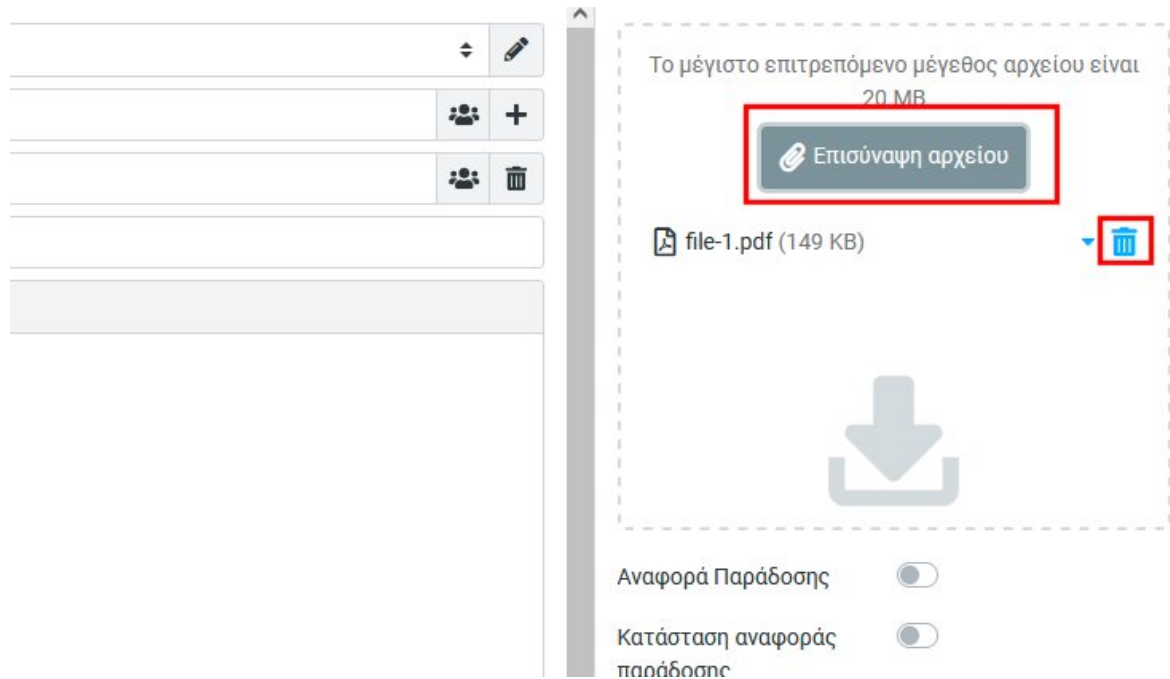 Το μέγιστο επιτρεπόμενο μέγεθος αρχείου είναι
20 MB
Επισύναψη αρχείου
file-1.pdf (149 KB)
Αναφορά Παράδοσης
Κατάσταση αναφοράς
παράδοσης